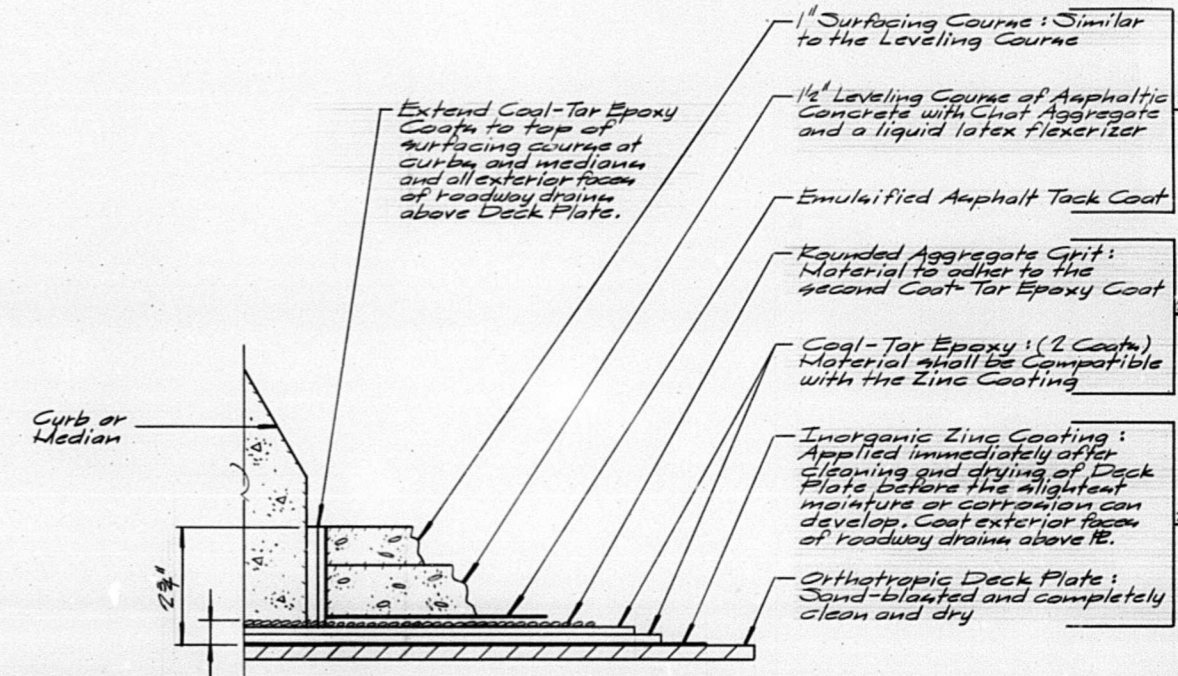 1" Surfacing Course : Similar
to the Leveling Course
1½" Leveling Course of Asphaltic
Concrete with Chat Aggregate
and a liquid latex flexerizer
Emulsified Asphalt Tack Coat
Rounded Aggregate Grit :
Material to adher to the
second Coat-Tar Epoxy Coat
Coal-Tar Epoxy : (2 Coats)
Material shall be Compatible
with the Zinc Coating
Inorganic Zinc Coating :
Applied immediately after
cleaning and drying of Deck
Plate before the slightest
moisture or corrosion can
develop. Coat exterior faces
of roadway drains above PL.
Orthotropic Deck Plate :
Sand-blasted and completely
clean and dry
Extend Coal-Tar Epoxy
Coats to top of
surfacing course at
curbs and medians
and all exterior faces
of roadway drains
above Deck Plate.
Curb or
Median
2¾"